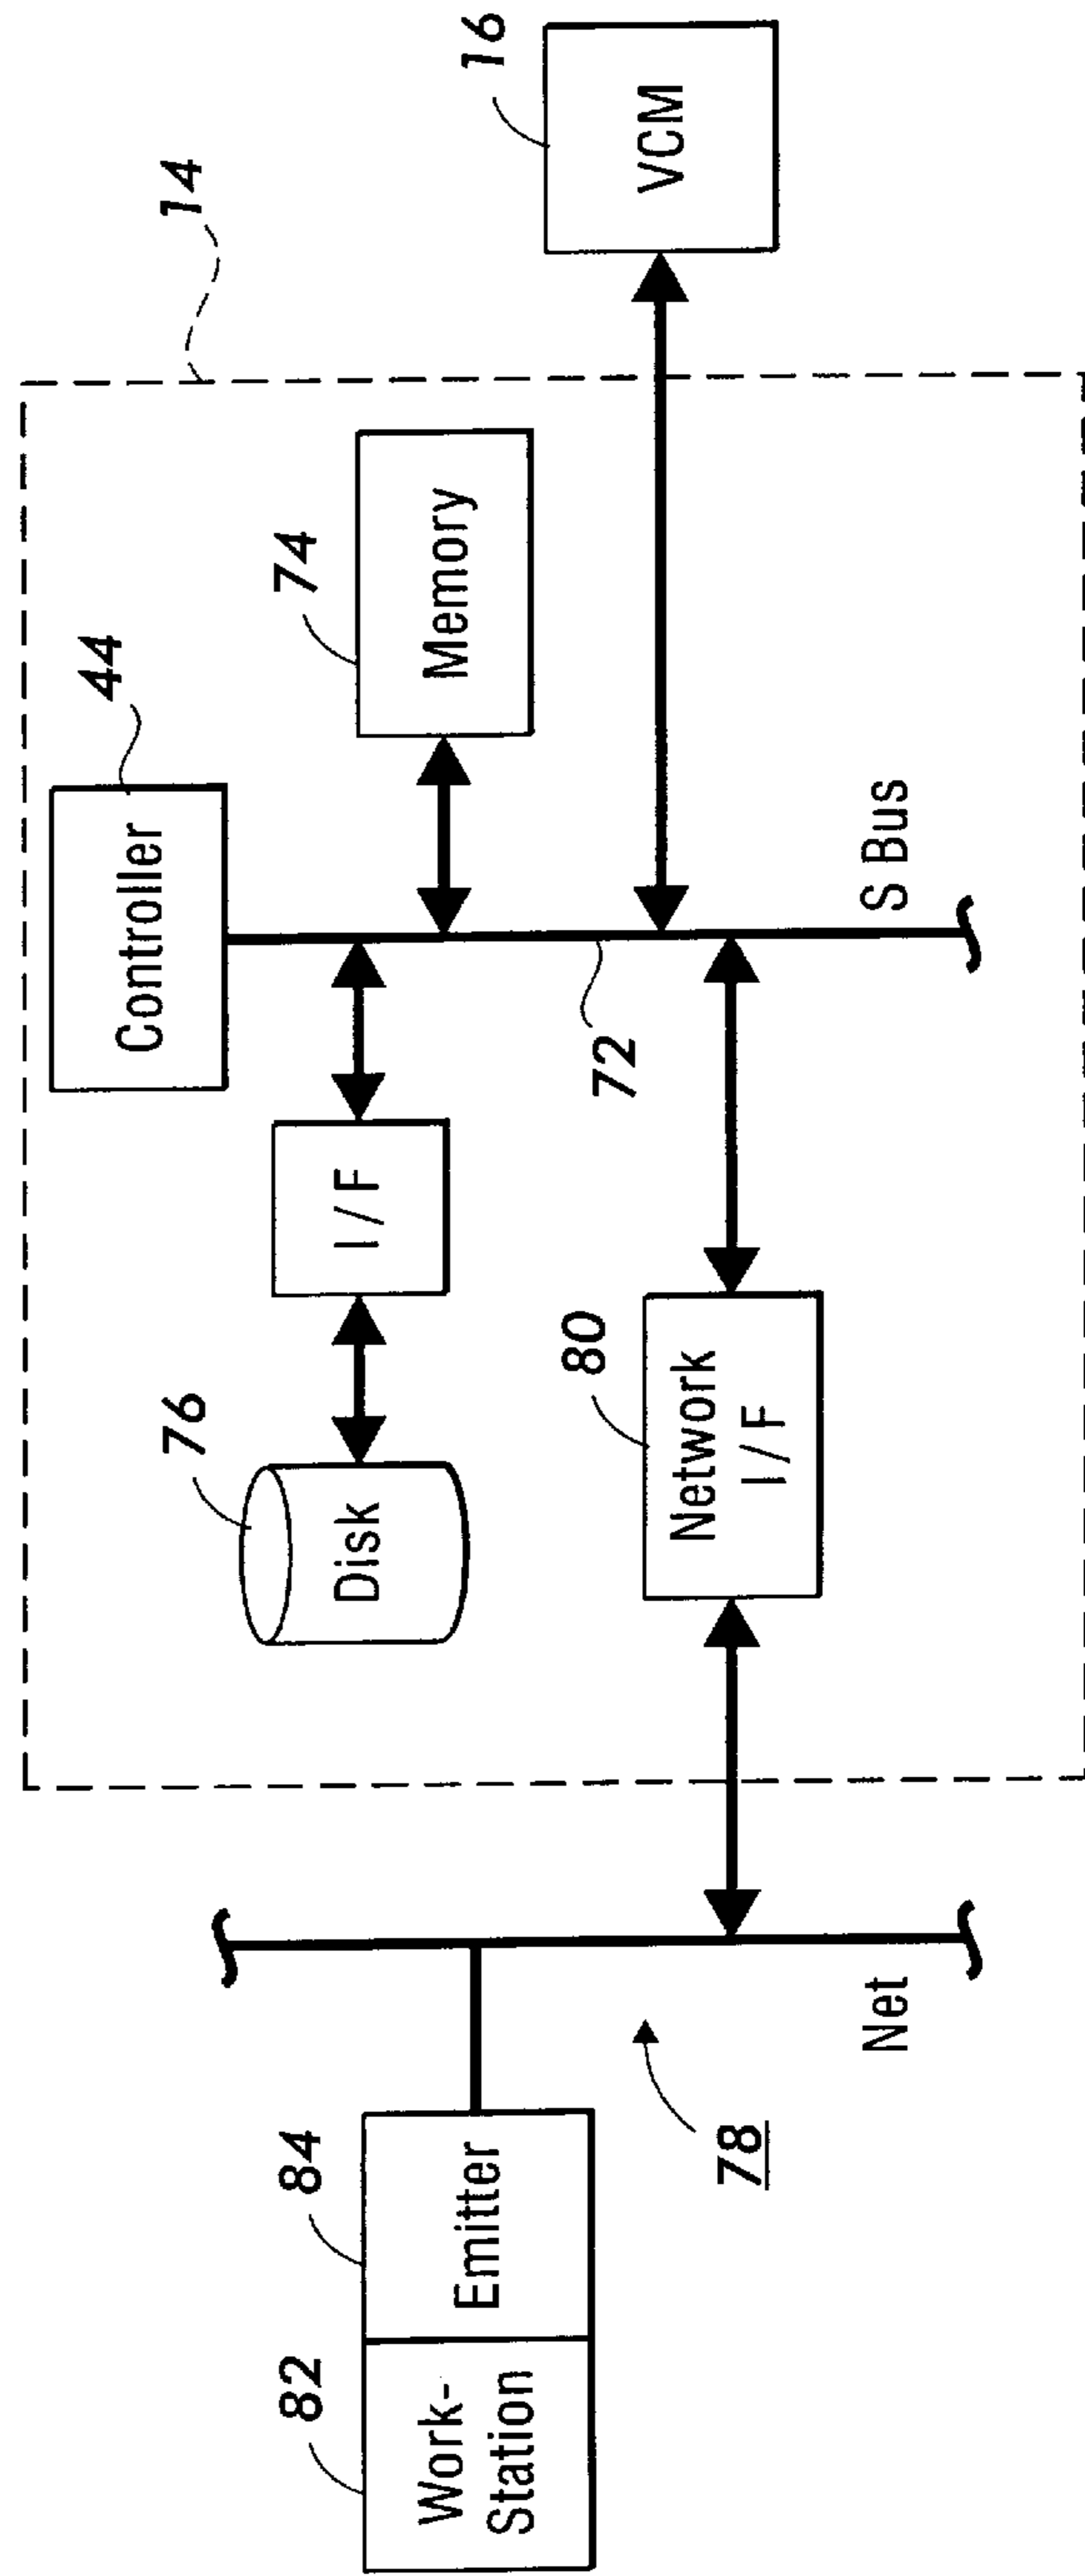 14
44
Controller
16
VCM
74
Memory
76
Disk
I/F
72
S Bus
80
Network
I/F
82
Work-
Station
84
Emitter
78
Net